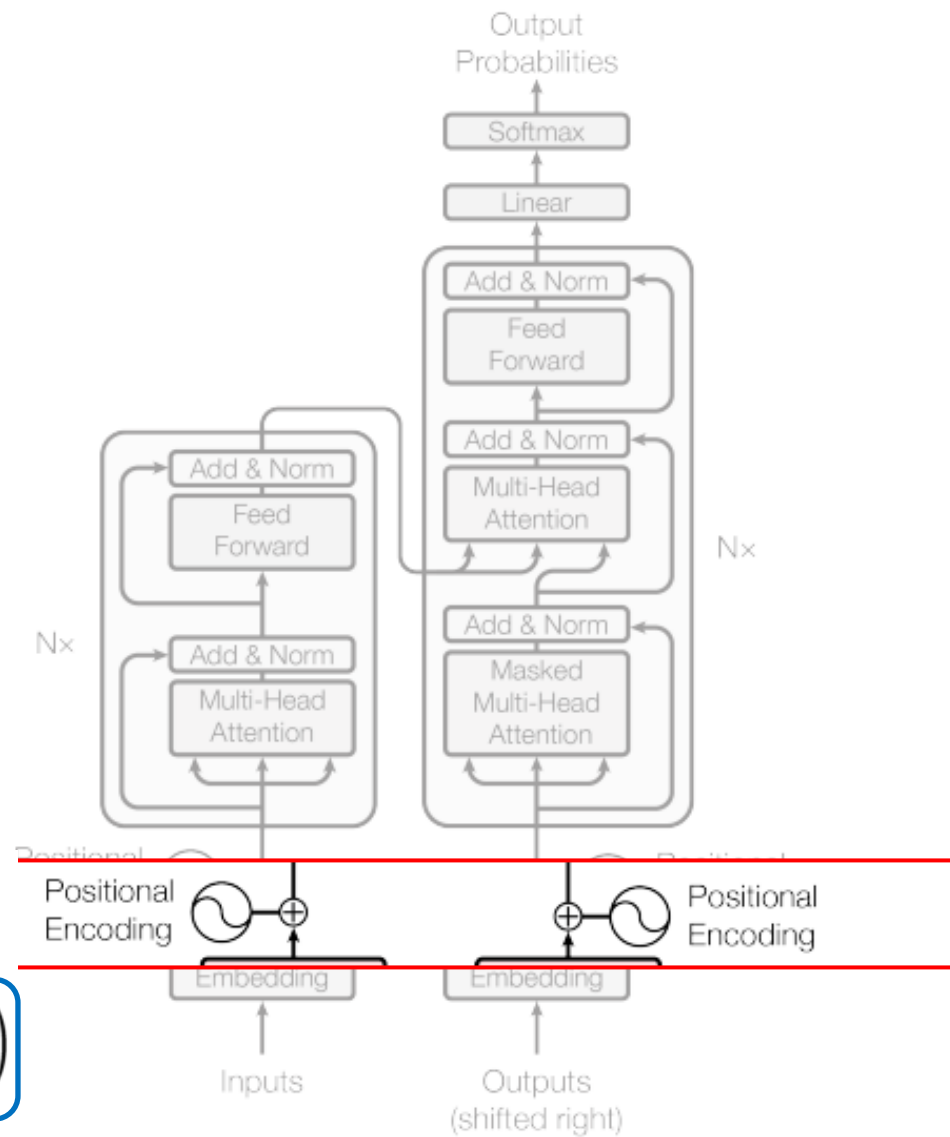 Output
Probabilities
Softmax
Linear
Add & Norm
Feed
Forward
Add & Norm
Multi-Head
Attention
Nx
Add & Norm
Masked
Multi-Head
Attention
Add & Norm
Feed
Forward
Nx
Add & Norm
Multi-Head
Attention
Positional
Positional
Positional
Encoding
Positional
Encoding
Embedding
Embedding
Inputs
Outputs
(shifted right)